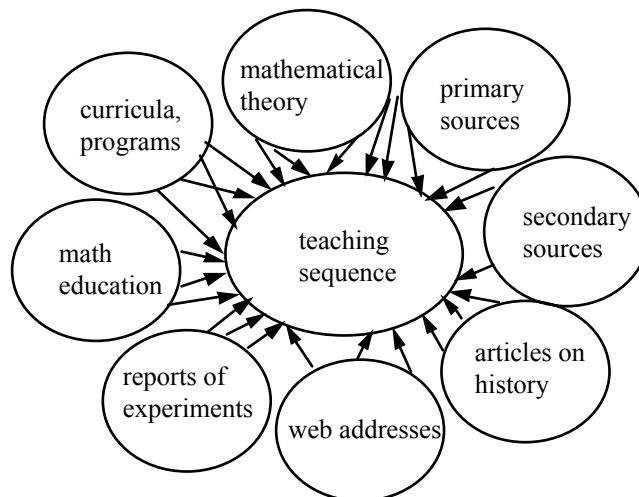 mathematical
theory
curricula,
programs
primary
sources
secondary
sources
teaching
sequence
math
education
articles on
history
reports of
experiments
web addresses